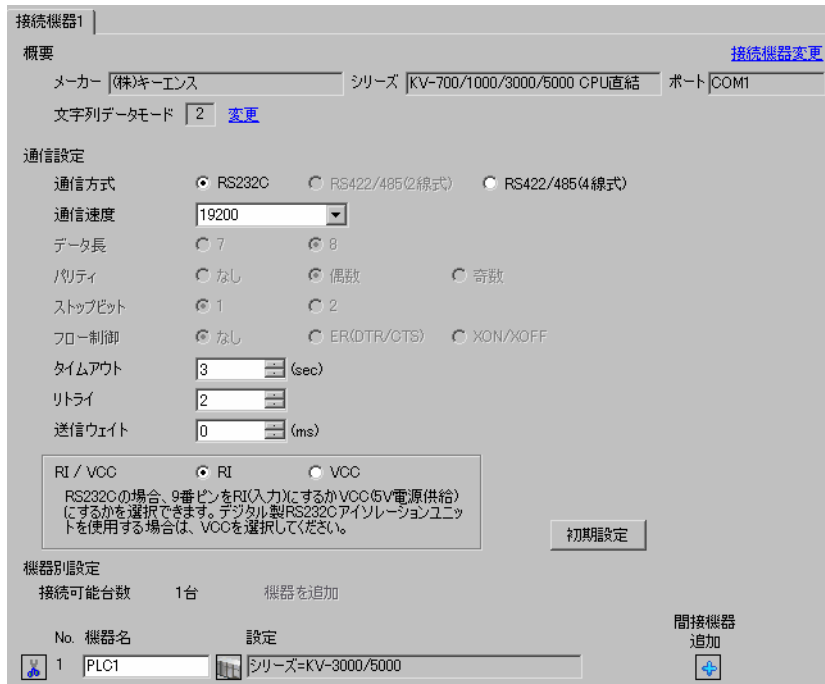 接続機器1
概要 接続機器変更
メーカー (株)キーエンス シリーズ KV-700/1000/3000/5000 CPU直結 ポート COM1
文字列データモード 2 変更
通信設定
通信方式 RS232C RS422/485(2線式) RS422/485(4線式)
通信速度 19200
データ長 7 8
パリティ なし 偶数 奇数
ストップビット 1 2
フロー制御 なし ER(DTR/CTS) XON/XOFF
タイムアウト 3 (sec)
リトライ 2
送信ウェイト 0 (ms)
RI / VCC RI VCC
RS232Cの場合、9番ピンをRI(入力)にするかVCC(5V電源供給)
にするかを選択できます。デジタル製RS232Cアイソレーションユニッ
トを使用する場合は、VCCを選択してください。
初期設定
機器別設定
接続可能台数 1台 機器を追加
間接機器
追加
No. 機器名 設定
1 PLC1 シリーズ=KV-3000/5000